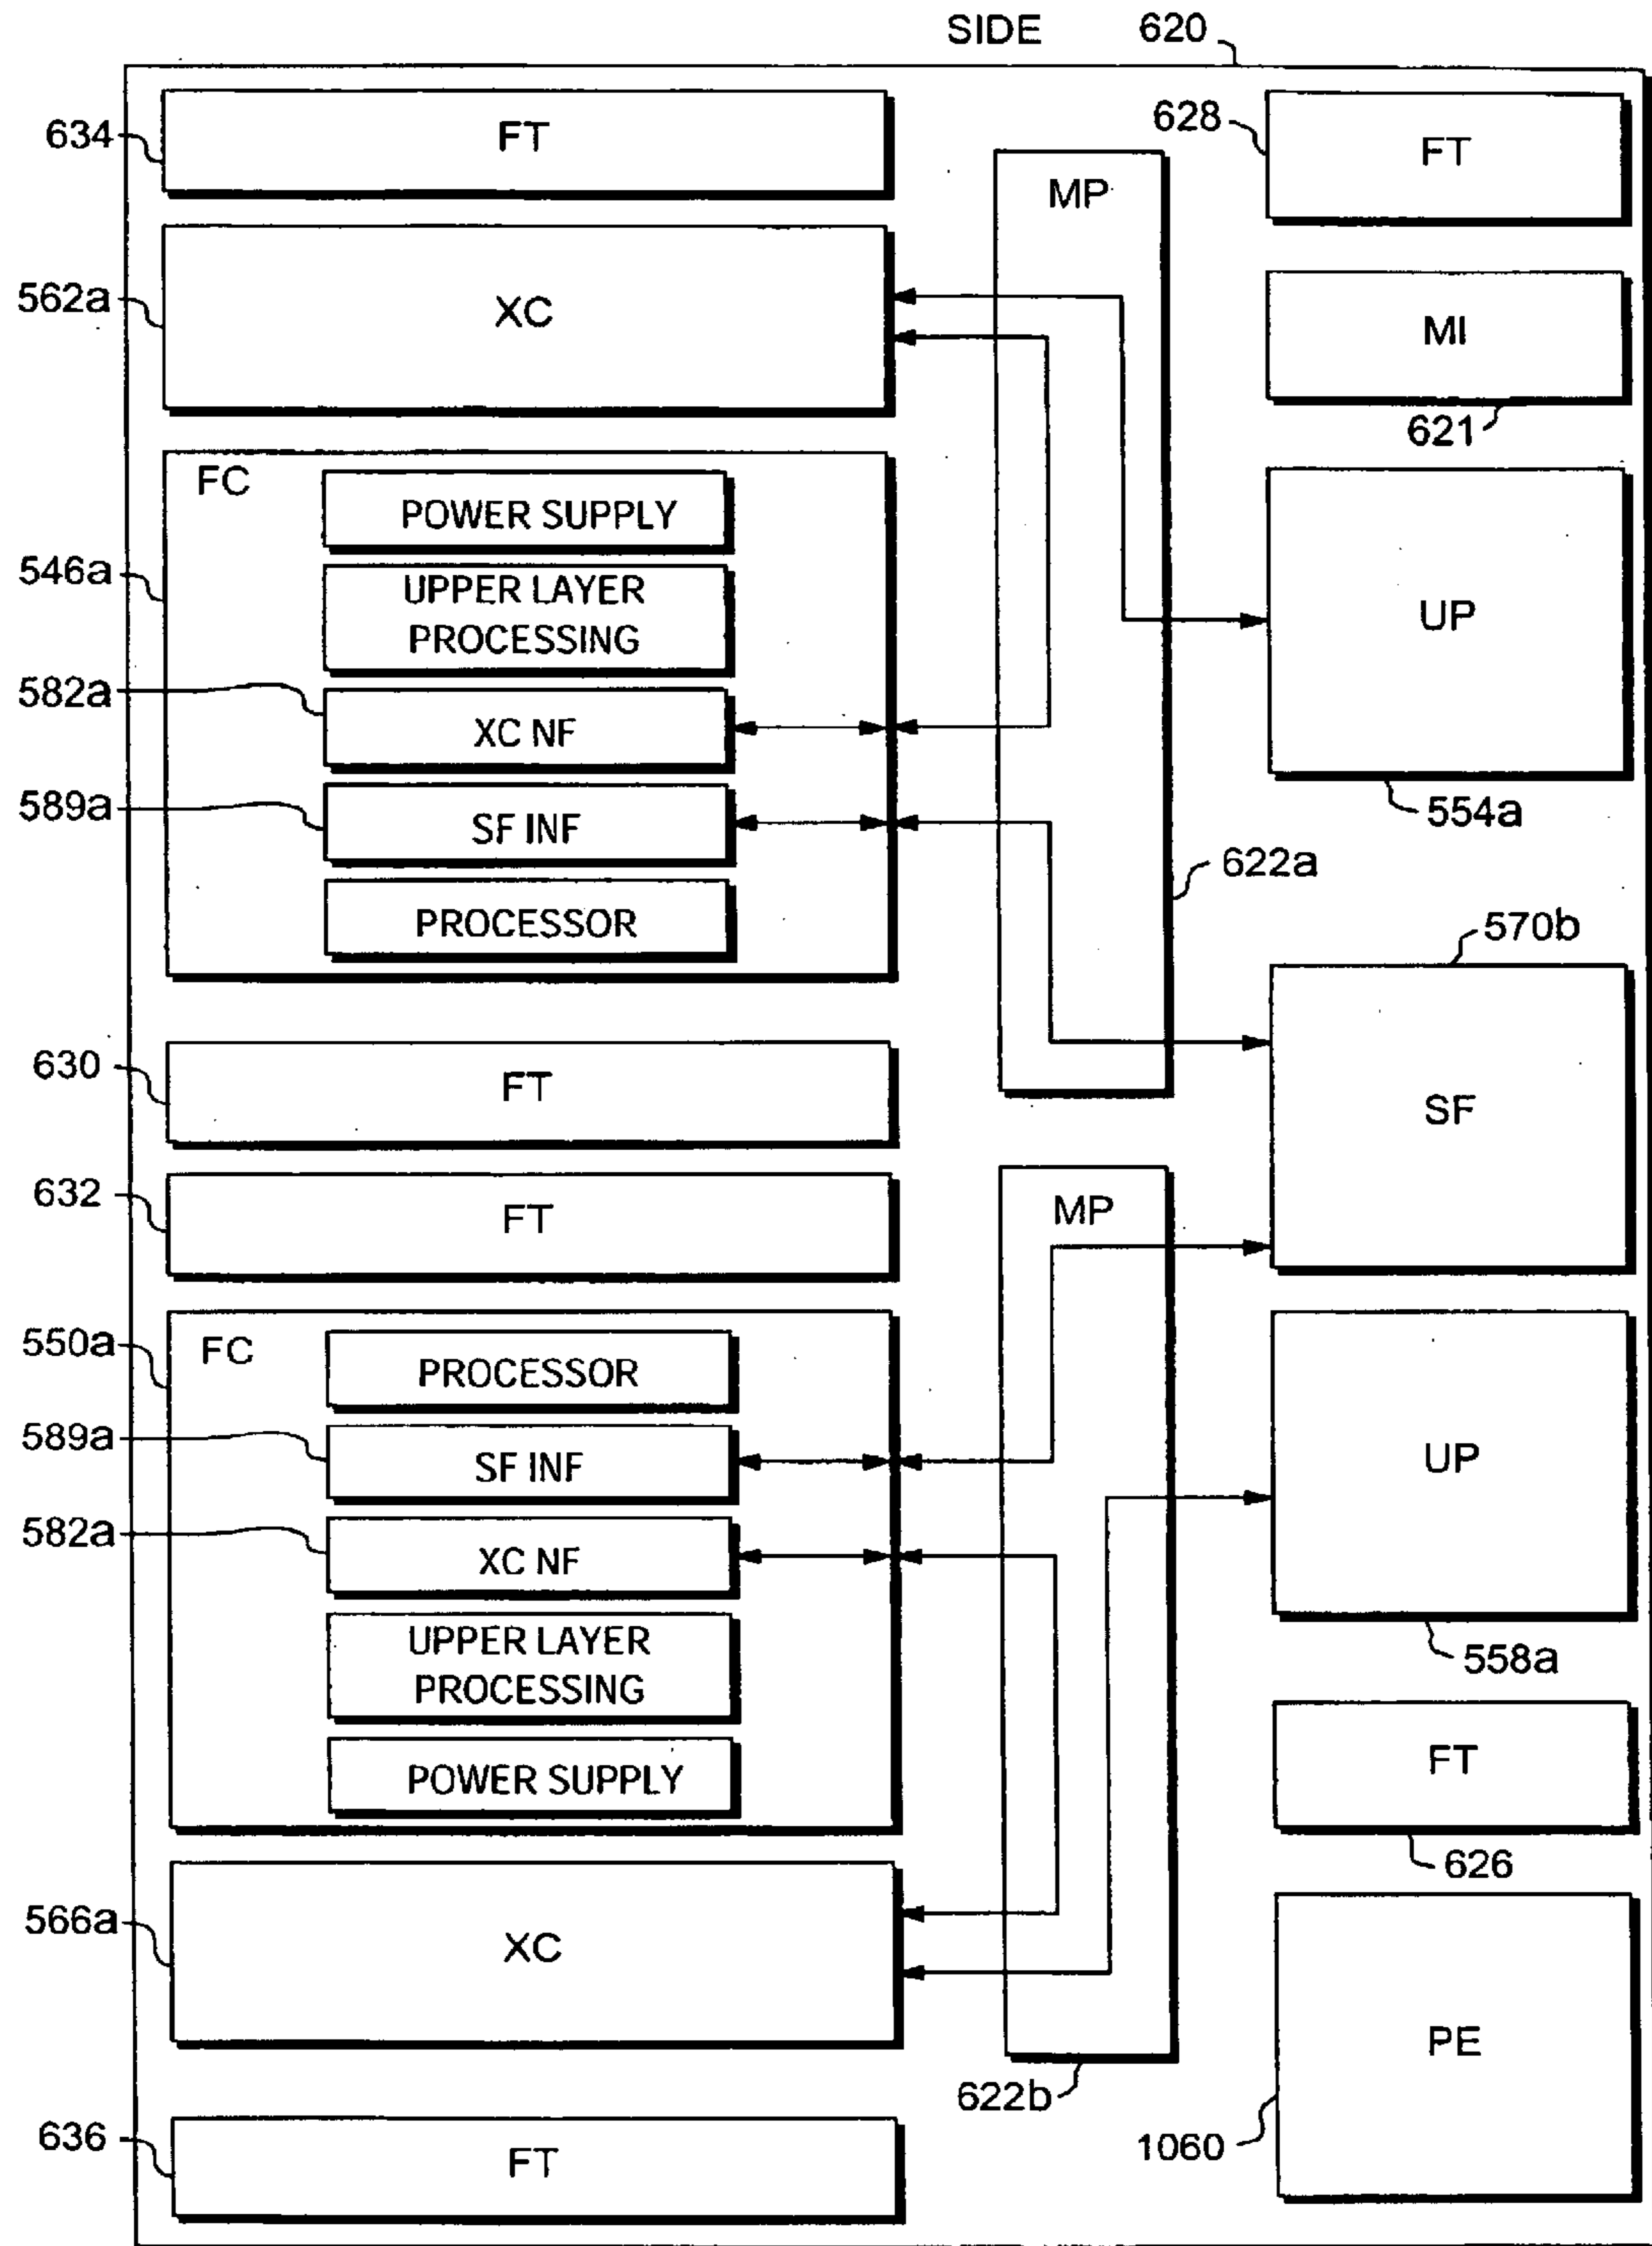 SIDE 620
634 FT
628 FT
MP
562a XC
MI
621
FC
POWER SUPPLY
546a
UPPER LAYER
PROCESSING
UP
582a XC NF
589a SF INF
554a
622a
PROCESSOR
570b
630 FT
SF
632 FT
MP
550a FC
PROCESSOR
589a SF INF
UP
582a XC NF
UPPER LAYER
PROCESSING
558a
POWER SUPPLY
FT
626
566a XC
PE
622b
636 FT
1060